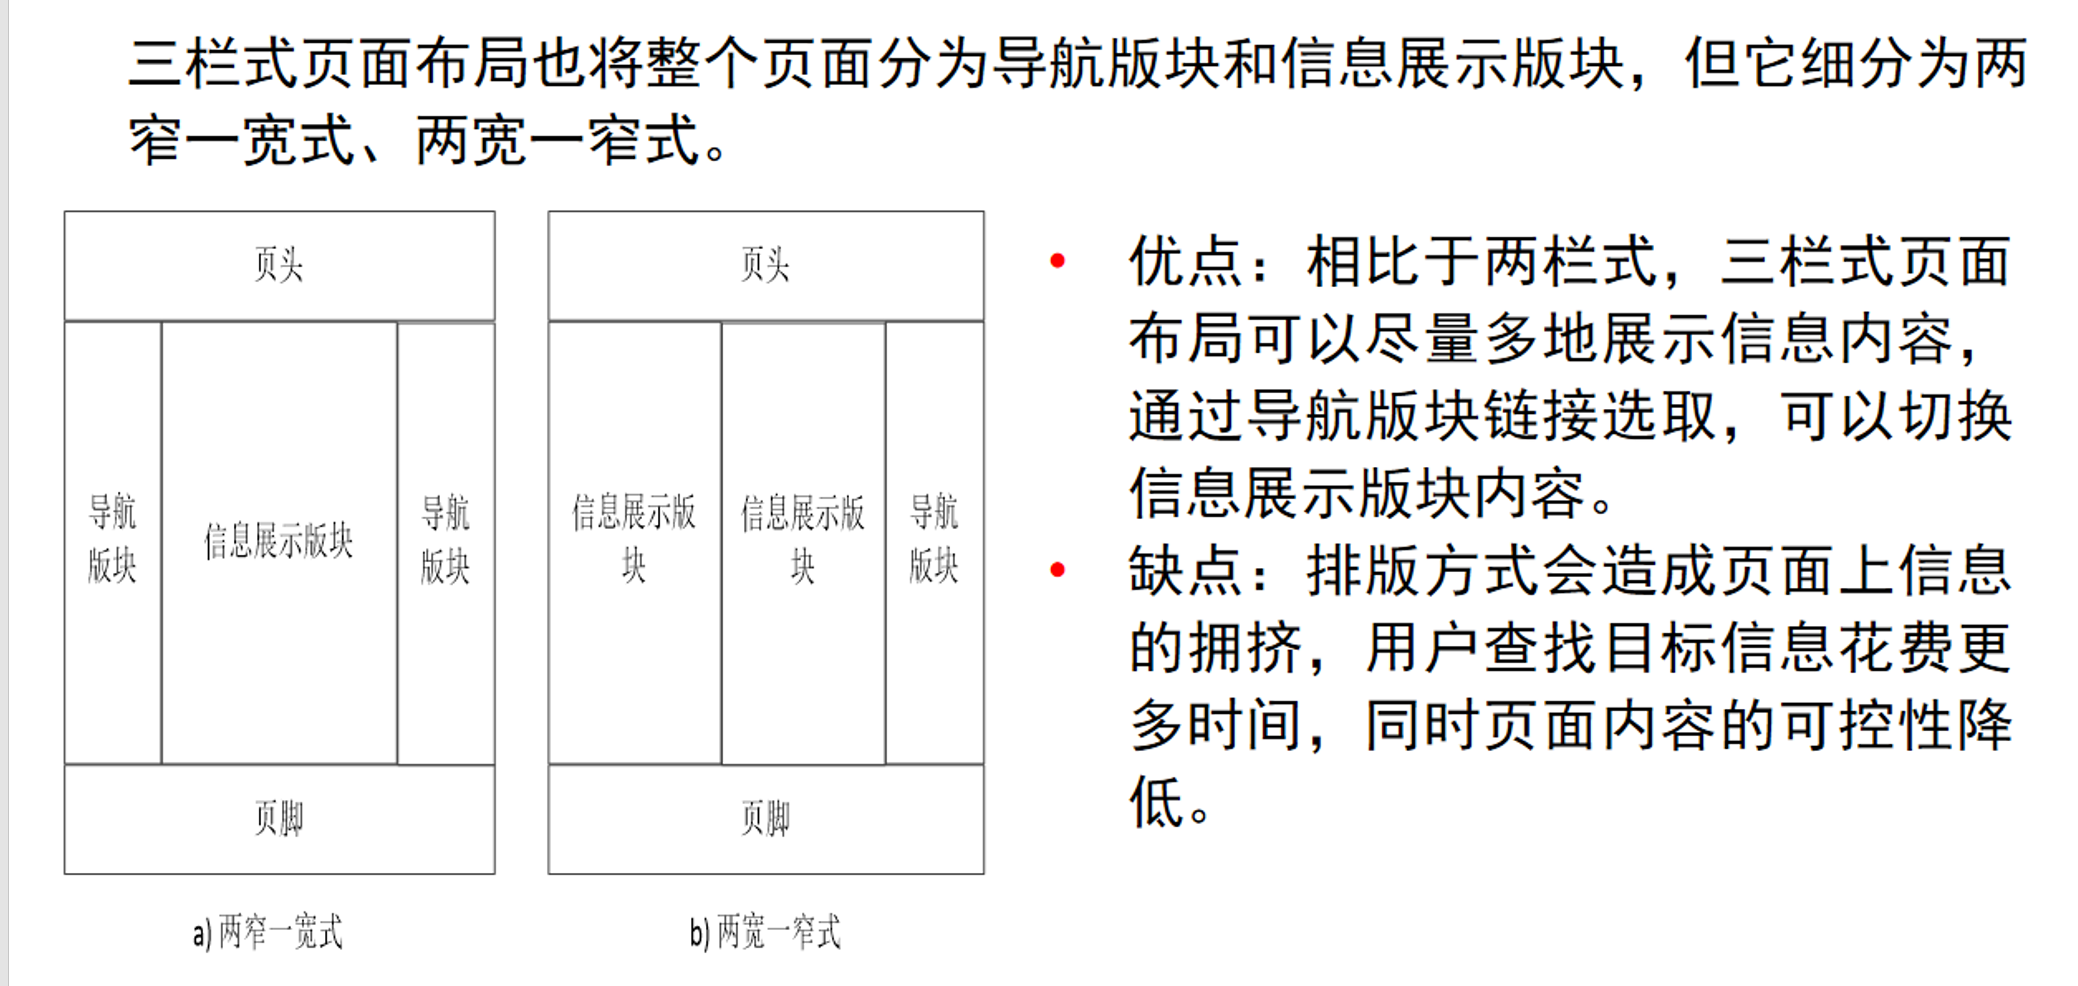 三栏式页面布局也将整个页面分为导航版块和信息展示版块，但它细分为两
窄一宽式、两宽一窄式。
页头
导航
版块
信息展示版块
导航
版块
页脚
a) 两窄一宽式
页头
信息展示版
块
信息展示版
块
导航
版块
页脚
b) 两宽一窄式
• 优点：相比于两栏式，三栏式页面
布局可以尽量多地展示信息内容，
通过导航版块链接选取，可以切换
信息展示版块内容。
• 缺点：排版方式会造成页面上信息
的拥挤，用户查找目标信息花费更
多时间，同时页面内容的可控性降
低。